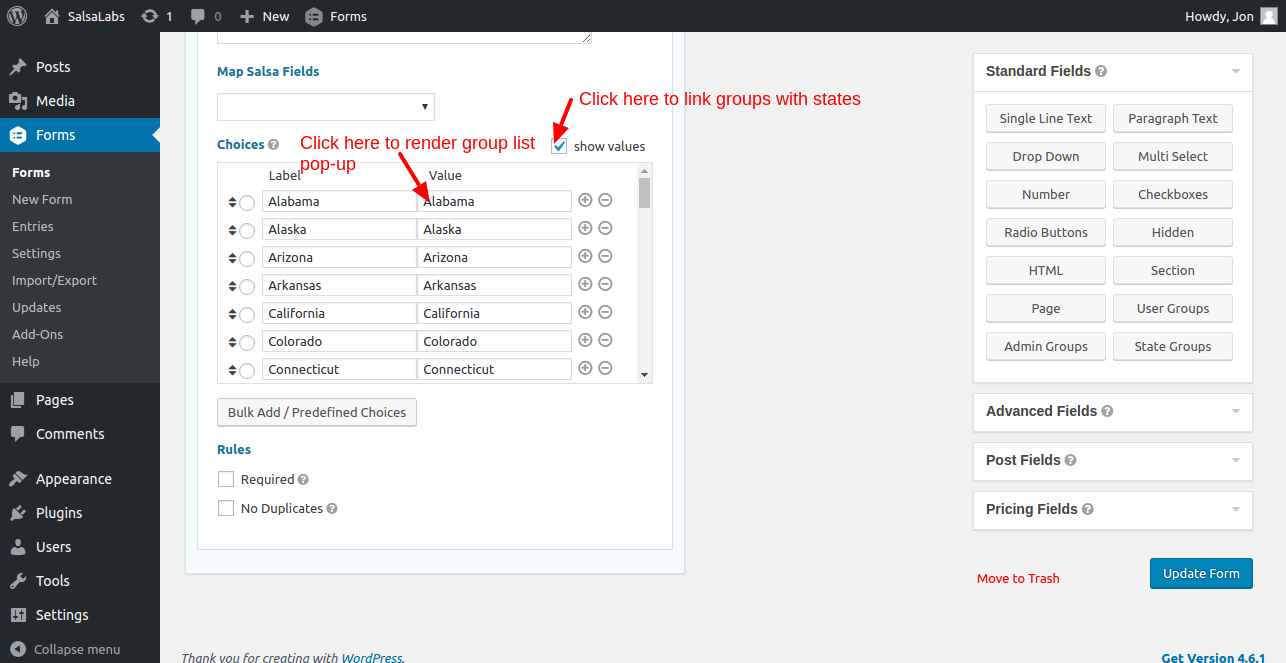 SalsaLabs 1 0 New Forms Howdy, Jon
Posts
Media
Forms
Forms
New Form
Entries
Settings
Import/Export
Updates
Add-Ons
Help
Pages
Comments
Appearance
Plugins
Users
Tools
Settings
Collapse menu
Map Salsa Fields
Click here to link groups with states
Choices ?
Click here to render group list
pop-up
show values
Label Value
Alabama Alabama
Alaska Alaska
Arizona Arizona
Arkansas Arkansas
California California
Colorado Colorado
Connecticut Connecticut
Bulk Add / Predefined Choices
Rules
Required ?
No Duplicates ?
Standard Fields ?
Single Line Text Paragraph Text
Drop Down Multi Select
Number Checkboxes
Radio Buttons Hidden
HTML Section
Page User Groups
Admin Groups State Groups
Advanced Fields ?
Post Fields ?
Pricing Fields ?
Move to Trash Update Form
Thank you for creating with WordPress.
Get Version 4.6.1